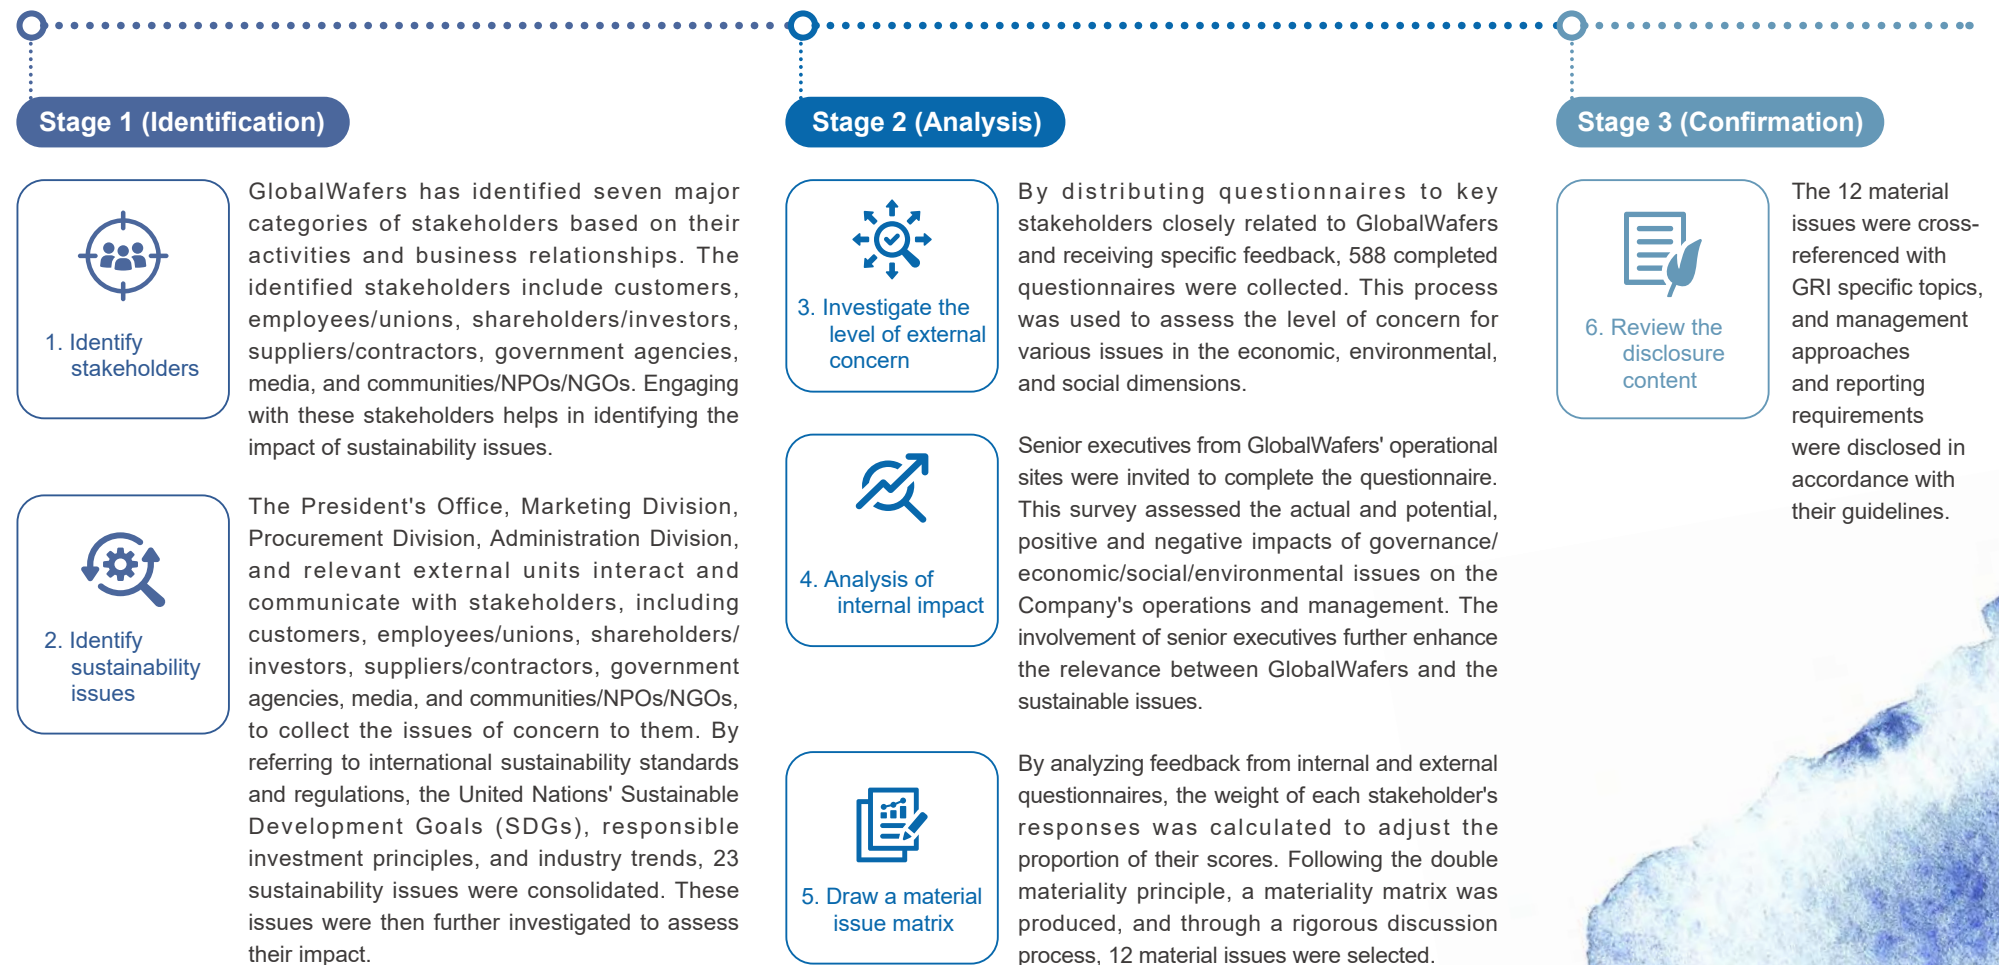 Stage 1 (Identification)
1. Identify
stakeholders
GlobalWafers has identified seven major
categories of stakeholders based on their
activities and business relationships. The
identified stakeholders include customers,
employees/unions, shareholders/investors,
suppliers/contractors, government agencies,
media, and communities/NPOs/NGOs. Engaging
with these stakeholders helps in identifying the
impact of sustainability issues.
2. Identify
sustainability
issues
The President's Office, Marketing Division,
Procurement Division, Administration Division,
and relevant external units interact and
communicate with stakeholders, including
customers, employees/unions, shareholders/
investors, suppliers/contractors, government
agencies, media, and communities/NPOs/NGOs,
to collect the issues of concern to them. By
referring to international sustainability standards
and regulations, the United Nations' Sustainable
Development Goals (SDGs), responsible
investment principles, and industry trends, 23
sustainability issues were consolidated. These
issues were then further investigated to assess
their impact.
Stage 2 (Analysis)
3. Investigate the
level of external
concern
By distributing questionnaires to key
stakeholders closely related to GlobalWafers
and receiving specific feedback, 588 completed
questionnaires were collected. This process
was used to assess the level of concern for
various issues in the economic, environmental,
and social dimensions.
4. Analysis of
internal impact
Senior executives from GlobalWafers' operational
sites were invited to complete the questionnaire.
This survey assessed the actual and potential,
positive and negative impacts of governance/
economic/social/environmental issues on the
Company's operations and management. The
involvement of senior executives further enhance
the relevance between GlobalWafers and the
sustainable issues.
5. Draw a material
issue matrix
By analyzing feedback from internal and external
questionnaires, the weight of each stakeholder's
responses was calculated to adjust the
proportion of their scores. Following the double
materiality principle, a materiality matrix was
produced, and through a rigorous discussion
process, 12 material issues were selected.
Stage 3 (Confirmation)
6. Review the
disclosure
content
The 12 material
issues were cross-
referenced with
GRI specific topics,
and management
approaches
and reporting
requirements
were disclosed in
accordance with
their guidelines.